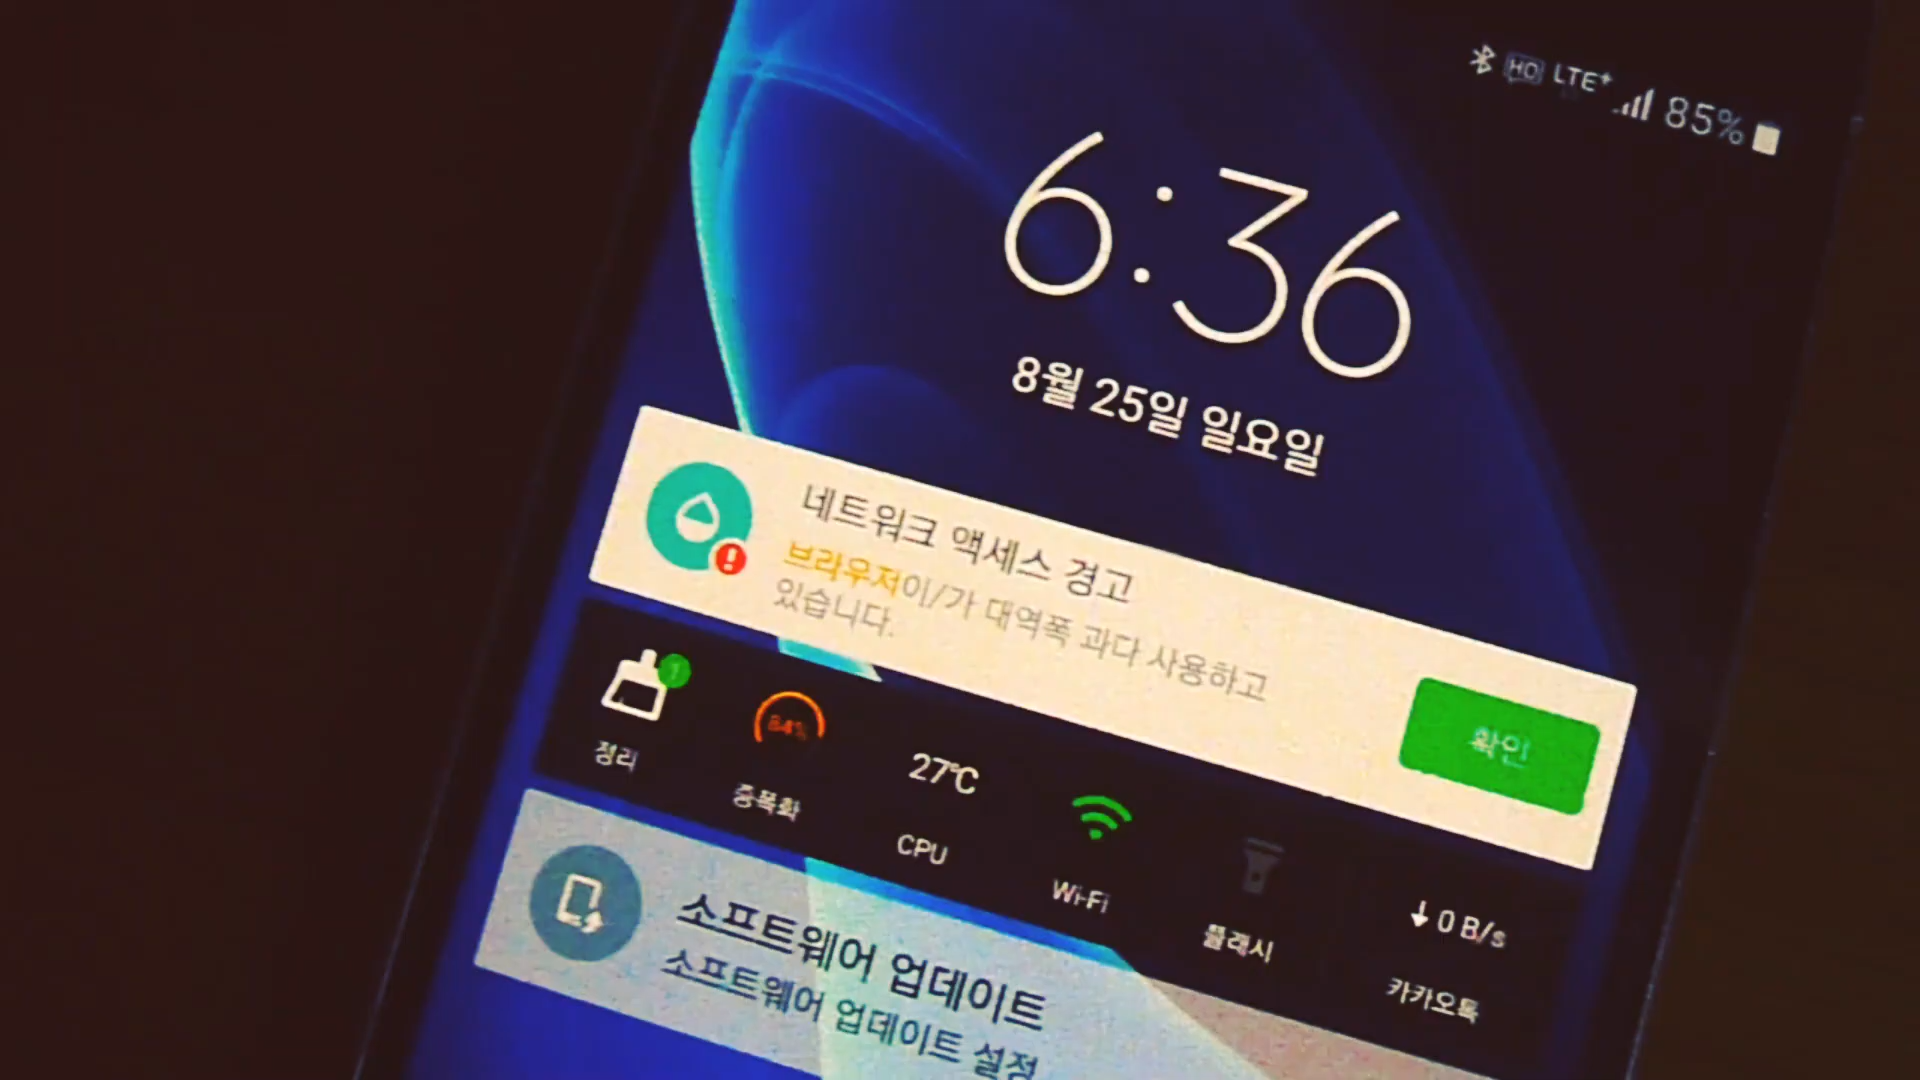 HD LTE+ 85%
6:36
8월 25일 일요일
네트워크 액세스 경고
브라우저이/가 대역폭 과다 사용하고
있습니다.
확인
1
84%
27℃
↓ 0 B/s
정리
증폭화
CPU
Wi-Fi
플래시
카카오톡
소프트웨어 업데이트
소프트웨어 업데이트 설정